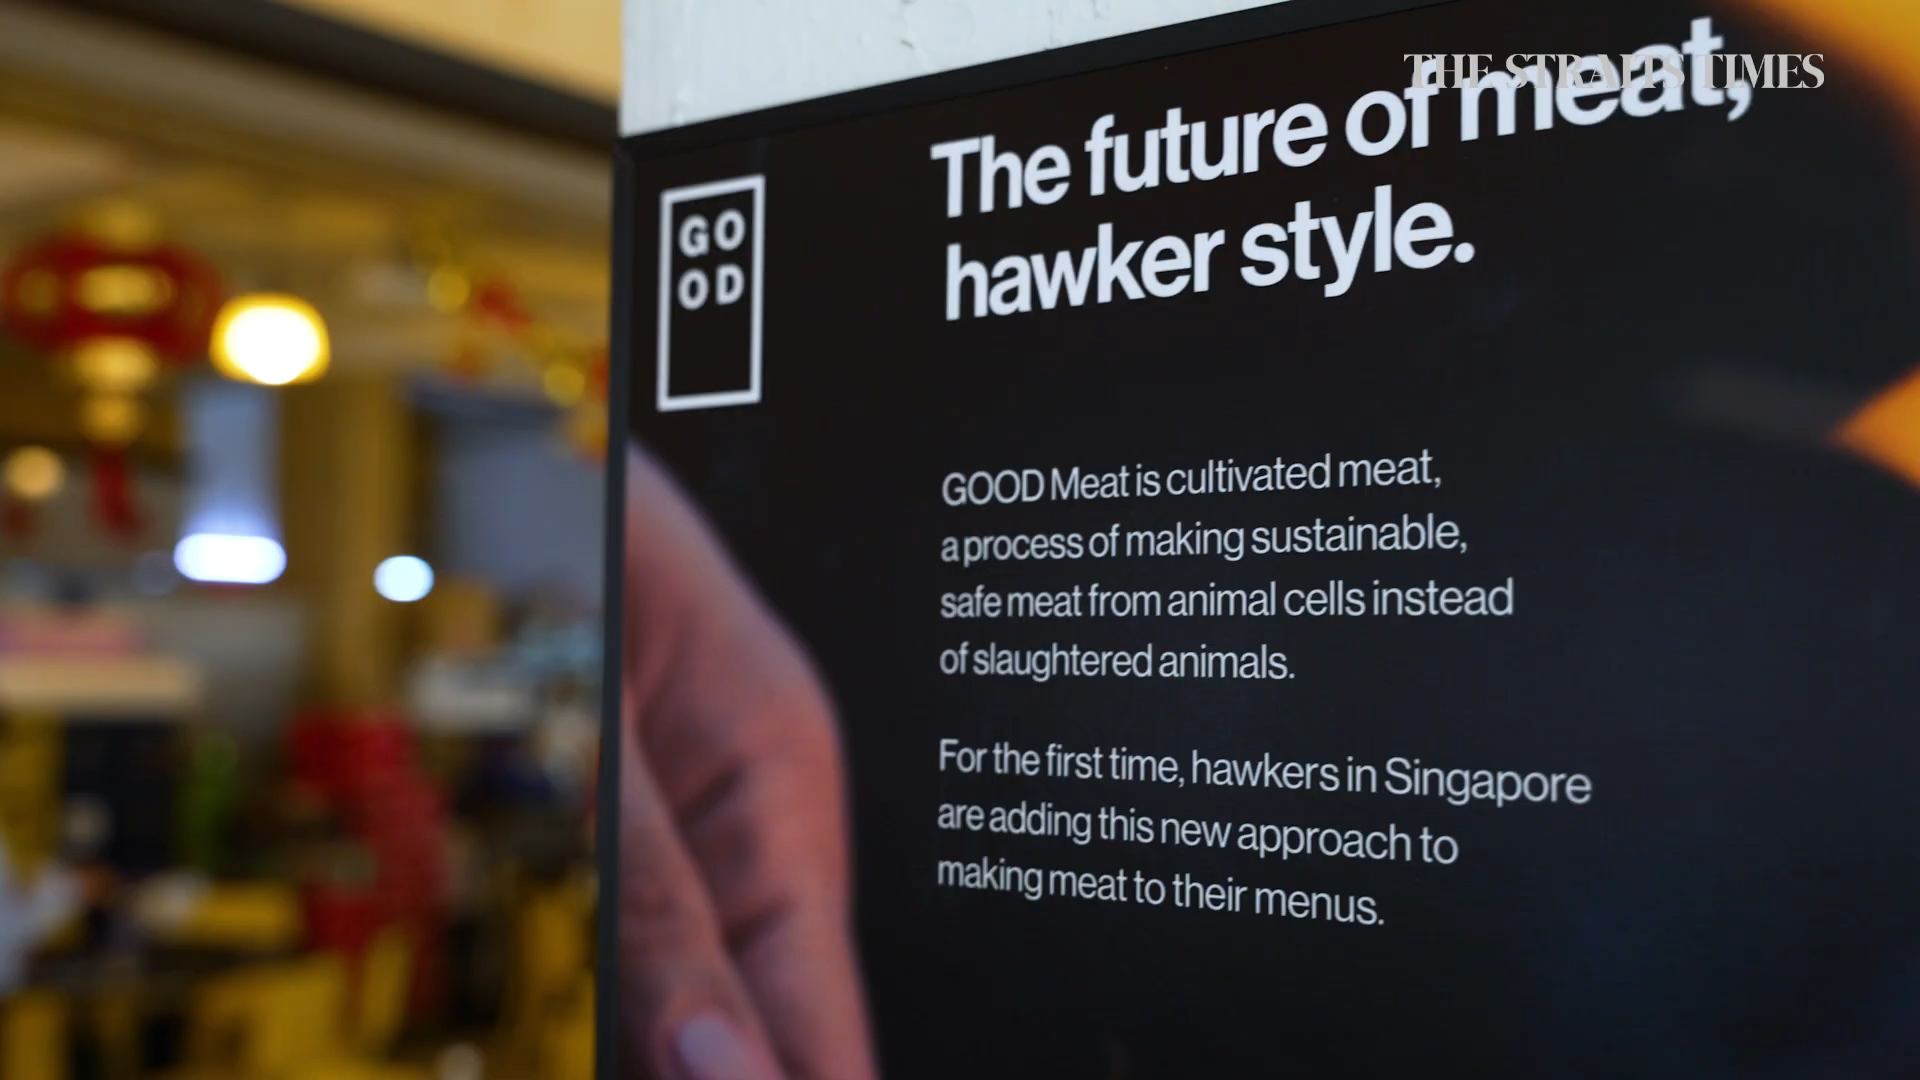 THE STRAITS TIMES
The future of meat,
hawker style.
GO
OD
GOOD Meat is cultivated meat,
a process of making sustainable,
safe meat from animal cells instead
of slaughtered animals.
For the first time, hawkers in Singapore
are adding this new approach to
making meat to their menus.